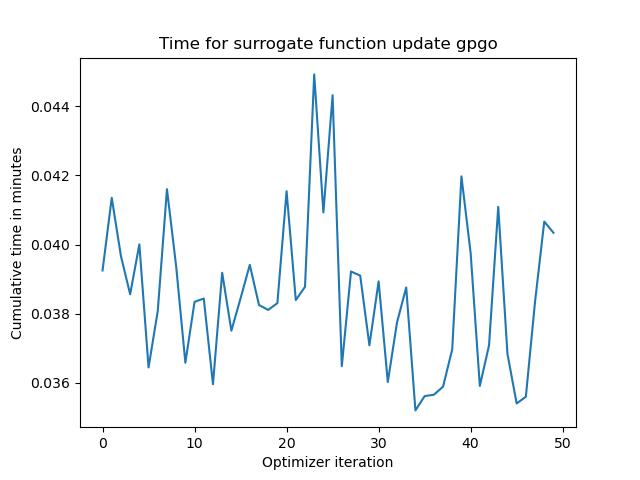 Time for surrogate function update gpgo
Cumulative time in minutes
0.044
0.042
0.040
0.038
0.036
0 10 20 30 40 50
Optimizer iteration